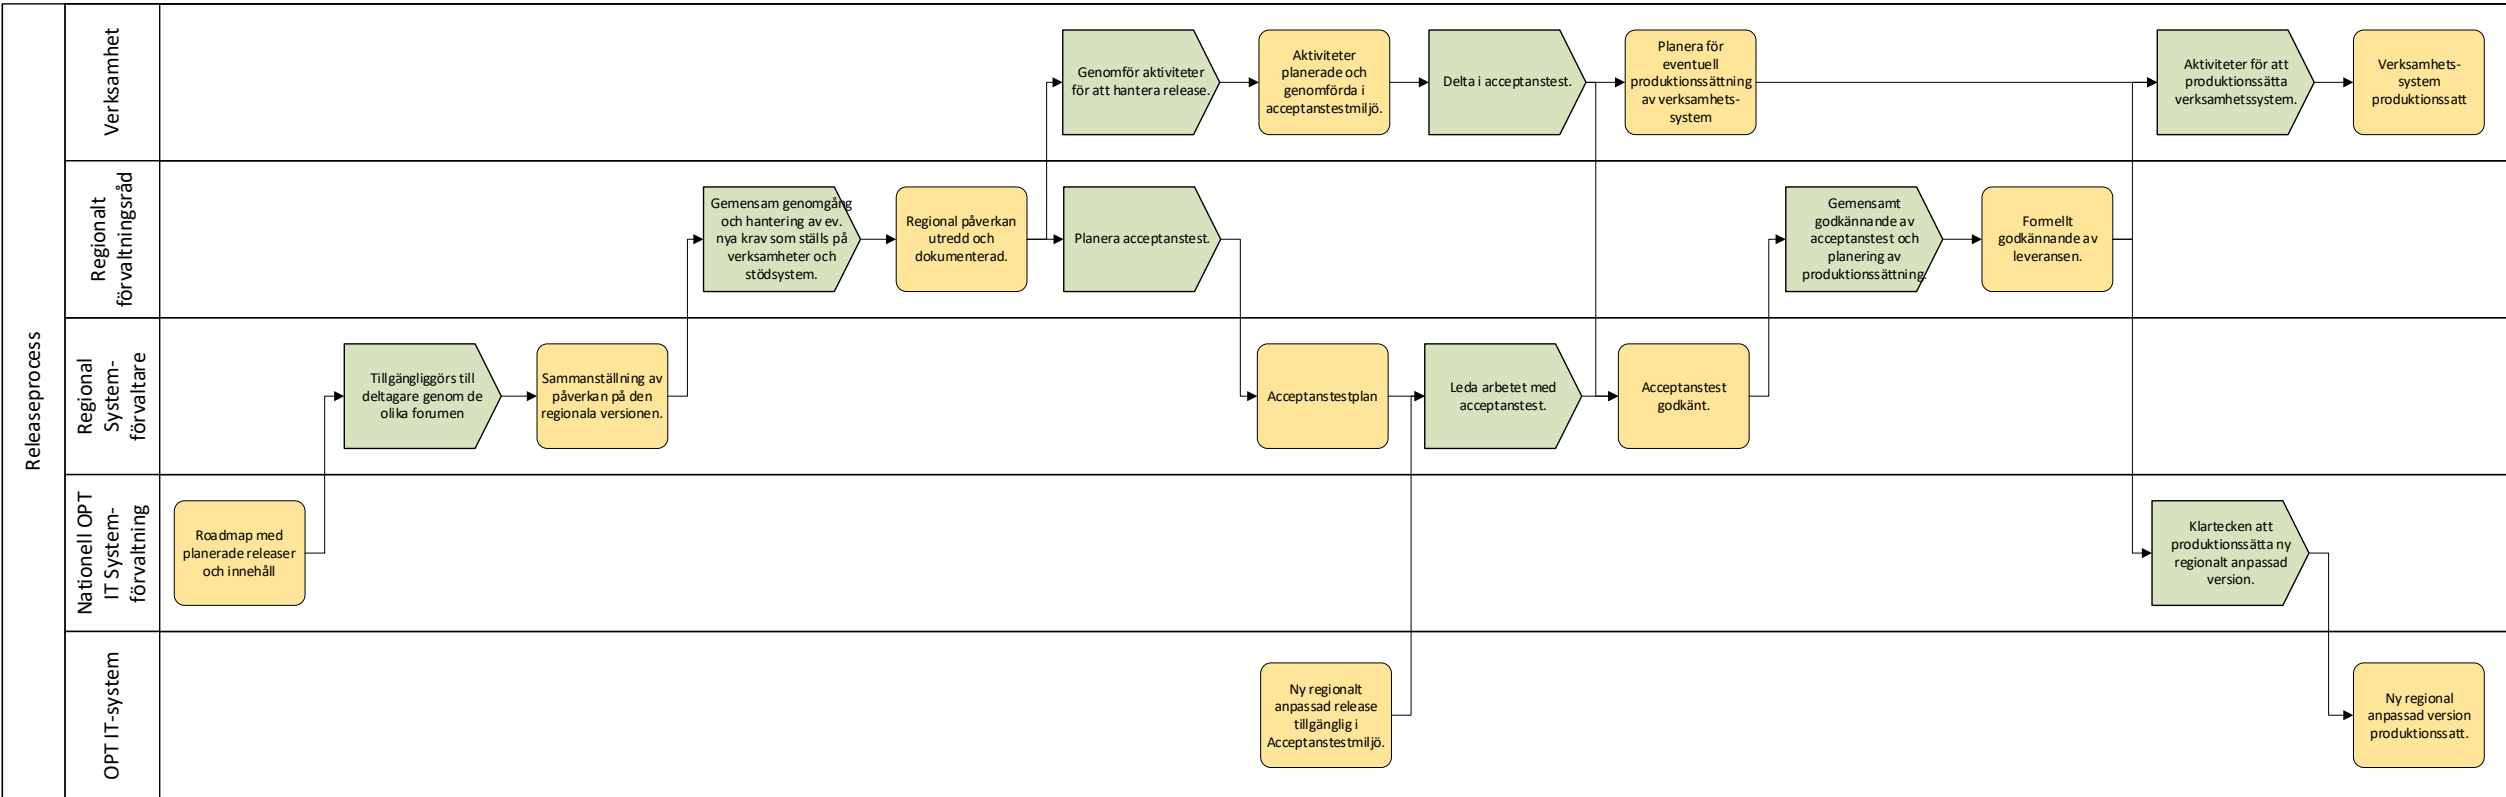 Releaseprocess
Verksamhet
Genomför aktiviteter
för att hantera release.
Aktiviteter
planerade och
genomförda i
acceptanstestmiljö.
Delta i acceptanstest.
Planera för
eventuell
produktionssättning
av verksamhets-
system
Aktiviteter för att
produktionssätta
verksamhetssystem.
Verksamhets-
system
produktionssatt
Regionalt
förvaltningsråd
Gemensam genomgång
och hantering av ev.
nya krav som ställs på
verksamheter och
stödsystem.
Regional påverkan
utredd och
dokumenterad.
Planera acceptanstest.
Gemensamt
godkännande av
acceptanstest och
planering av
produktionssättning.
Formellt
godkännande av
leveransen.
Regional
System-
förvaltare
Tillgängliggörs till
deltagare genom de
olika forumen
Sammanställning av
påverkan på den
regionala versionen.
Acceptanstestplan
Leda arbetet med
acceptanstest.
Acceptanstest
godkänt.
Nationell OPT
IT System-
förvaltning
Roadmap med
planerade releaser
och innehåll
Klartecken att
produktionssätta ny
regionalt anpassad
version.
OPT IT-system
Ny regionalt
anpassad release
tillgänglig i
Acceptanstestmiljö.
Ny regional
anpassad version
produktionssatt.